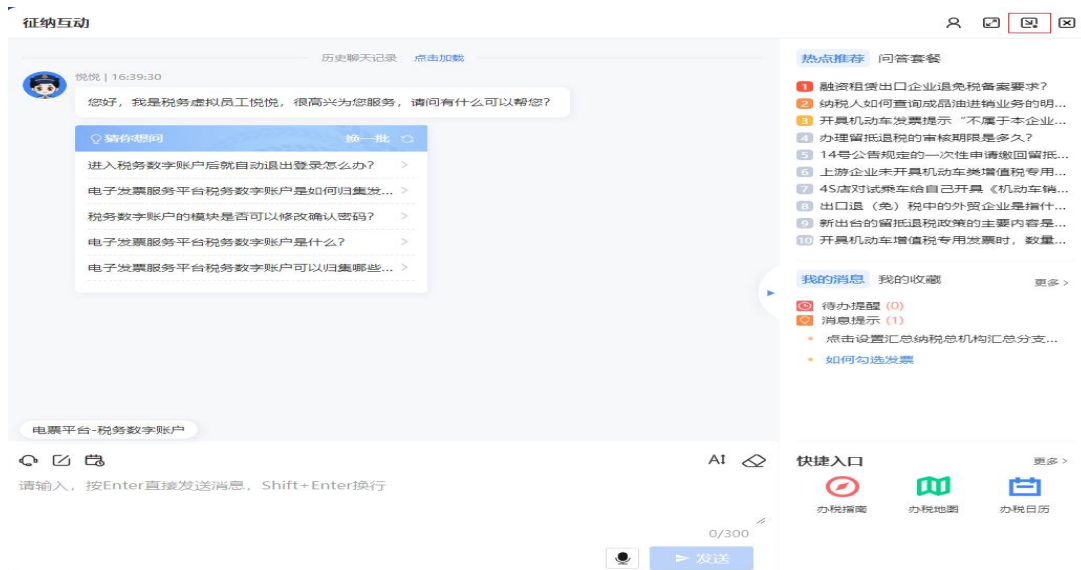 征纳互动
历史聊天记录 点击加载
悦悦 | 16:39:30
您好，我是税务虚拟员工悦悦，很高兴为您服务，请问有什么可以帮您？
猜你想问 换一批
进入税务数字账户后就自动退出登录怎么办？ >
电子发票服务平台税务数字账户是如何归集发... >
税务数字账户的模块是否可以修改确认密码？ >
电子发票服务平台税务数字账户是什么？ >
电子发票服务平台税务数字账户可以归集哪些... >
电票平台-税务数字账户
请输入，按Enter直接发送消息，Shift+Enter换行
0/300
发送
热点推荐 问答套餐
1 融资租赁出口企业退免税备案要求？
2 纳税人如何查询成品油进销业务的明...
3 开具机动车发票提示“不属于本企业...
4 办理留抵退税的审核期限是多久？
5 14号公告规定的一次性申请缴回留抵...
6 上游企业未开具机动车类增值税专用...
7 4S店对试乘车给自己开具《机动车销...
8 出口退（免）税中的外贸企业是指什...
9 新出台的留抵退税政策的主要内容是...
10 开具机动车增值税专用发票时，数量...
我的消息 我的收藏 更多 >
待办提醒 (0)
消息提示 (1)
点击设置汇总纳税总机构汇总分支...
如何勾选发票
快捷入口 更多 >
办税指南 办税地图 办税日历